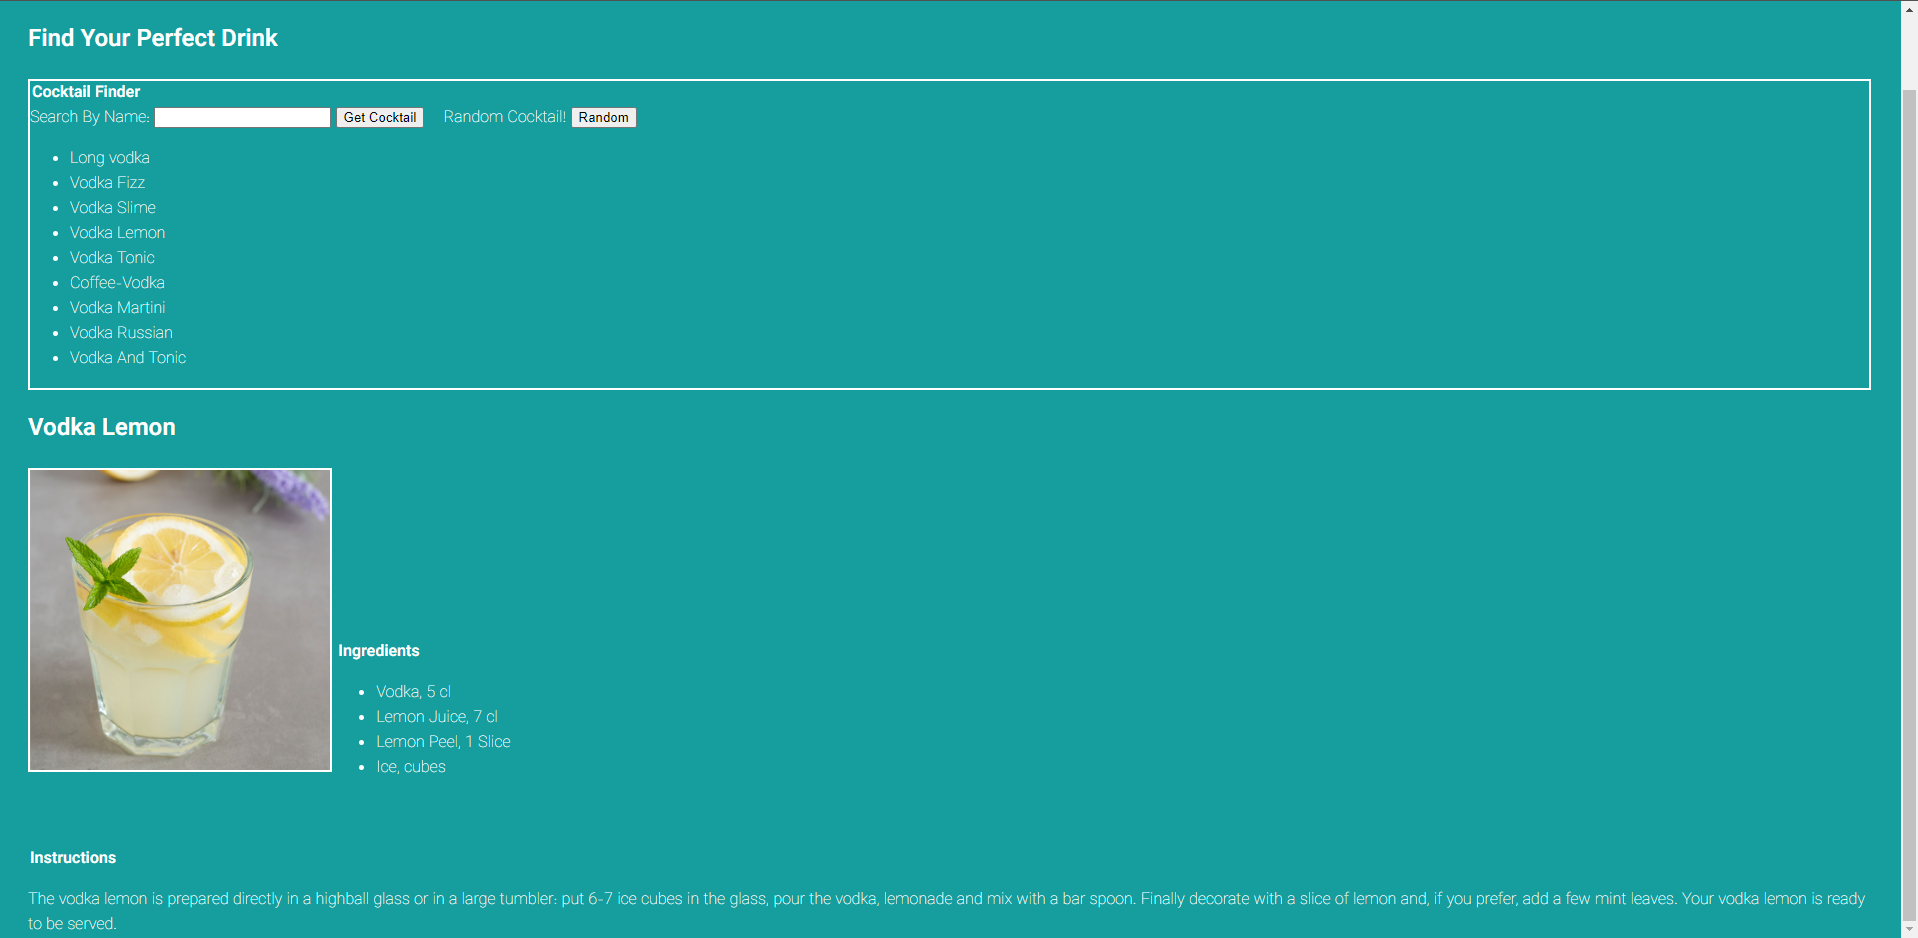 Find Your Perfect Drink
Cocktail Finder
Search By Name: Get Cocktail Random Cocktail! Random
Long vodka
Vodka Fizz
Vodka Slime
Vodka Lemon
Vodka Tonic
Coffee-Vodka
Vodka Martini
Vodka Russian
Vodka And Tonic
Vodka Lemon
Ingredients
Vodka, 5 cl
Lemon Juice, 7 cl
Lemon Peel, 1 Slice
Ice, cubes
Instructions
The vodka lemon is prepared directly in a highball glass or in a large tumbler: put 6-7 ice cubes in the glass, pour the vodka, lemonade and mix with a bar spoon. Finally decorate with a slice of lemon and, if you prefer, add a few mint leaves. Your vodka lemon is ready
to be served.